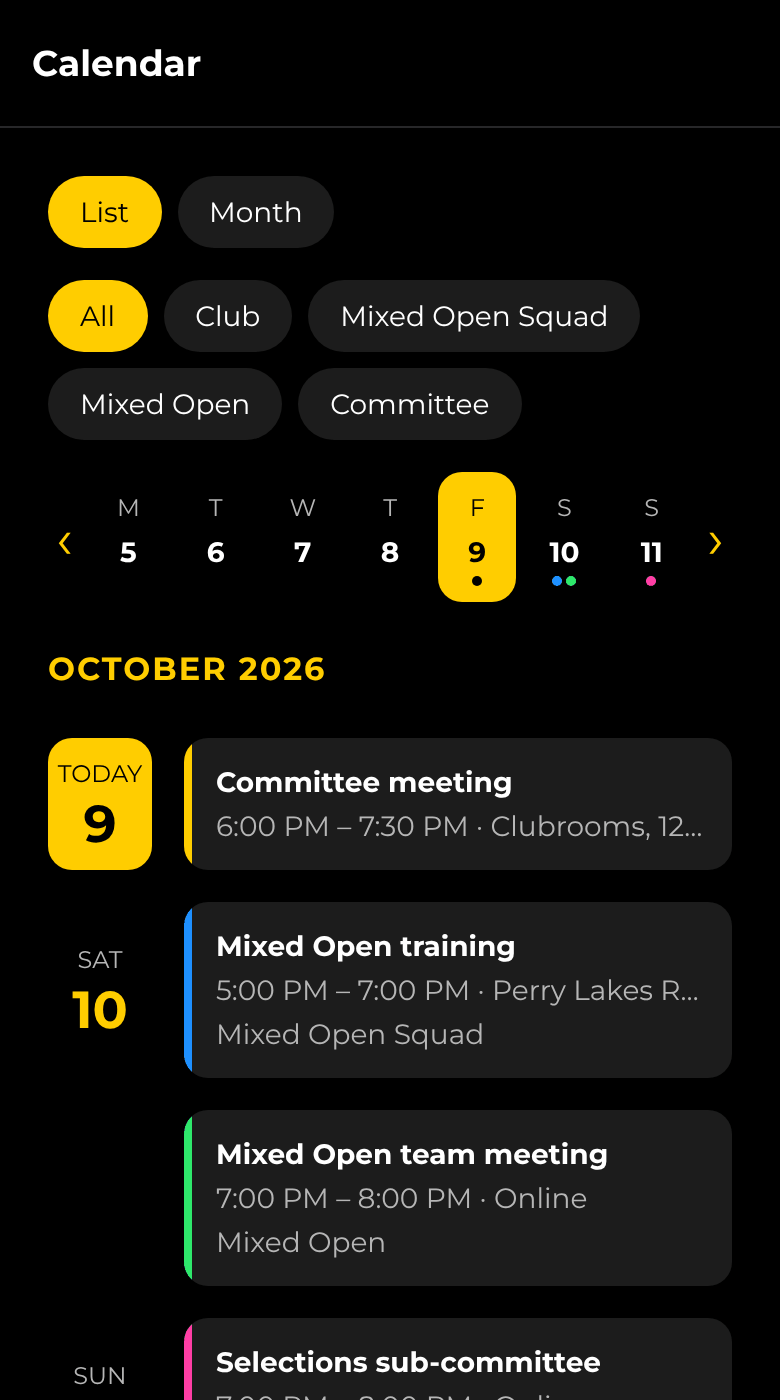 Calendar
List Month
All Club Mixed Open Squad
Mixed Open Committee
M T W T F S S
‹ 5 6 7 8 9 10 11 ›
OCTOBER 2026
TODAY
9
Committee meeting
6:00 PM – 7:30 PM · Clubrooms, 12...
SAT
10
Mixed Open training
5:00 PM – 7:00 PM · Perry Lakes R...
Mixed Open Squad
Mixed Open team meeting
7:00 PM – 8:00 PM · Online
Mixed Open
SUN
Selections sub-committee